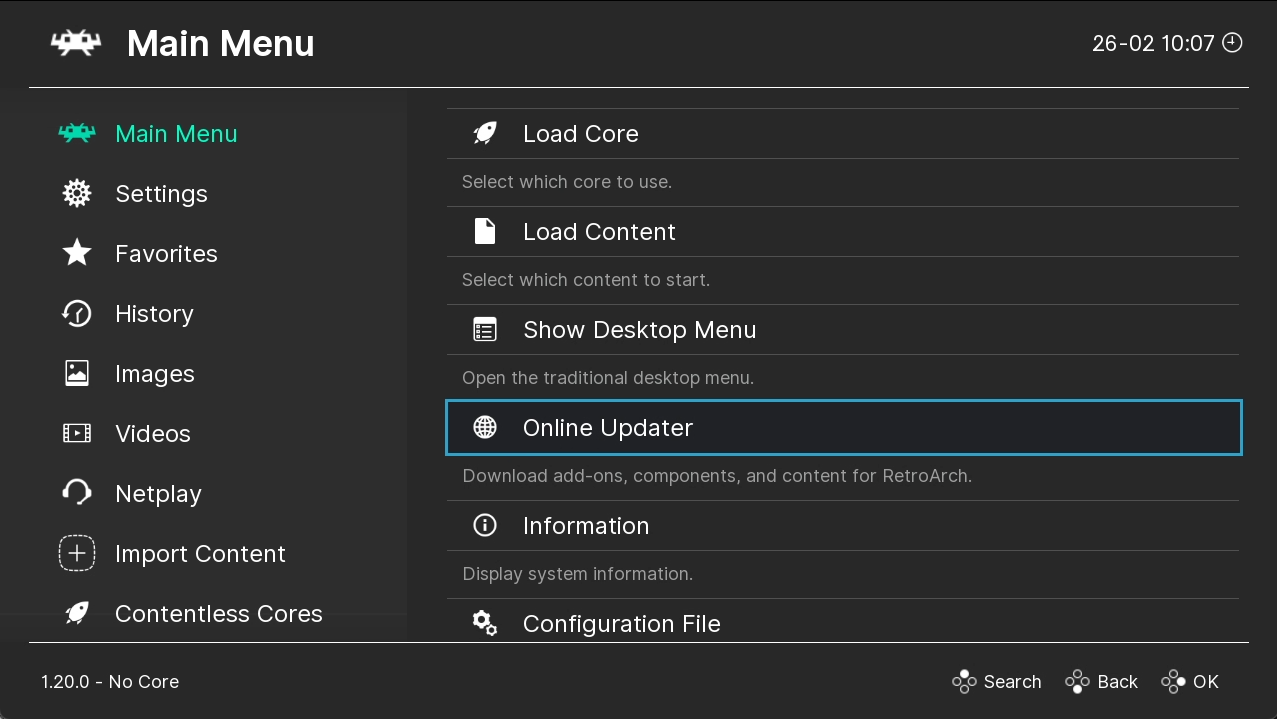 Main Menu
26-02 10:07
Main Menu
Settings
Favorites
History
Images
Videos
Netplay
Import Content
Contentless Cores
Load Core
Select which core to use.
Load Content
Select which content to start.
Show Desktop Menu
Open the traditional desktop menu.
Online Updater
Download add-ons, components, and content for RetroArch.
Information
Display system information.
Configuration File
1.20.0 - No Core
Search
Back
OK